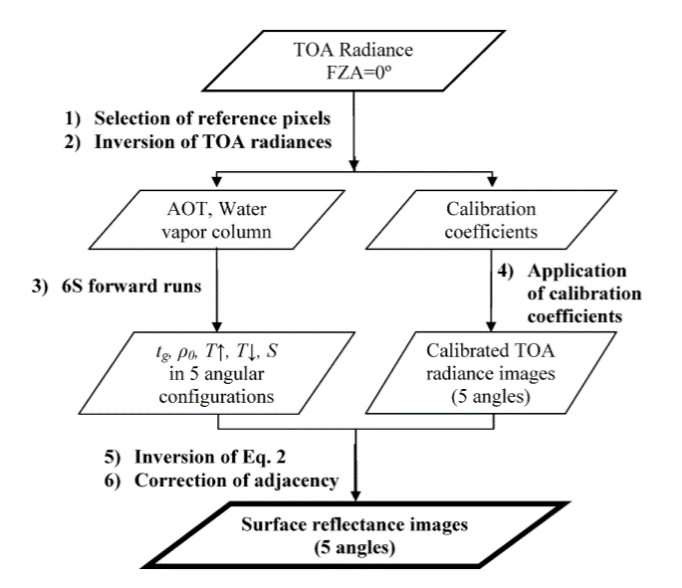 TOA Radiance
FZA=0º
1) Selection of reference pixels
2) Inversion of TOA radiances
AOT, Water
vapor column
Calibration
coefficients
3) 6S forward runs
4) Application
of calibration
coefficients
tg, ρ0, T↑, T↓, S
in 5 angular
configurations
Calibrated TOA
radiance images
(5 angles)
5) Inversion of Eq. 2
6) Correction of adjacency
Surface reflectance images
(5 angles)